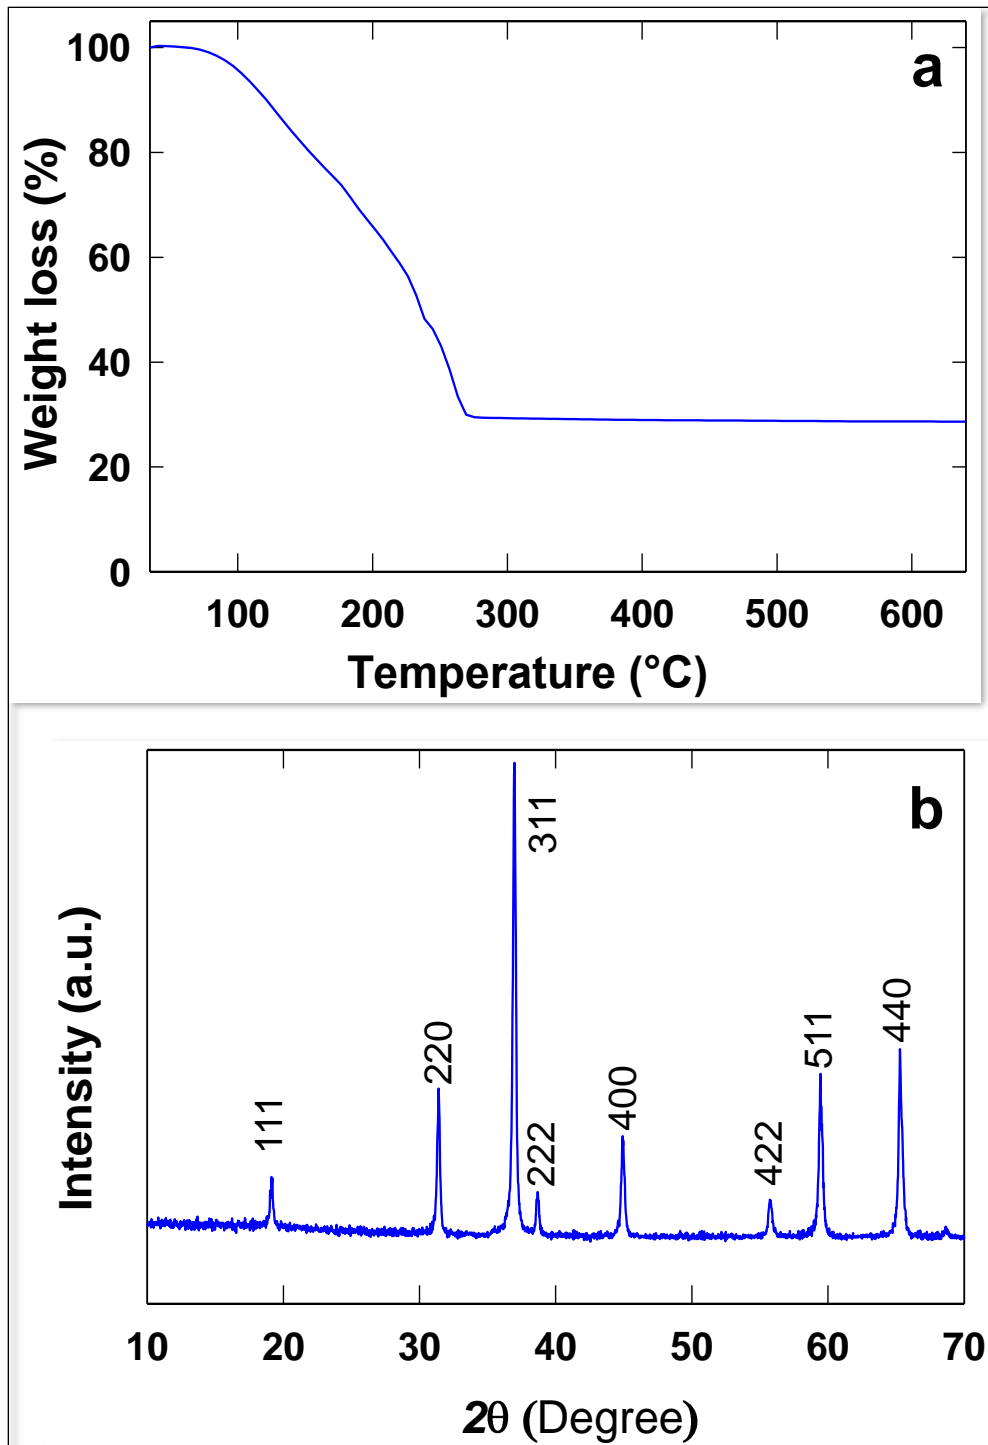 a
100
80
60
40
20
0
Weight loss (%)
100 200 300 400 500 600
Temperature (°C)
b
111
220
311
222
400
422
511
440
Intensity (a.u.)
10 20 30 40 50 60 70
2θ (Degree)